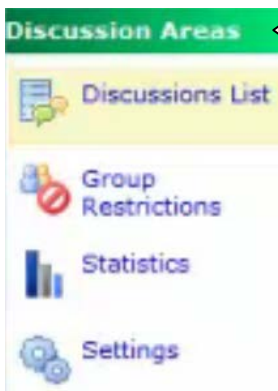 Discussion Areas
Discussions List
Group
Restrictions
Statistics
Settings